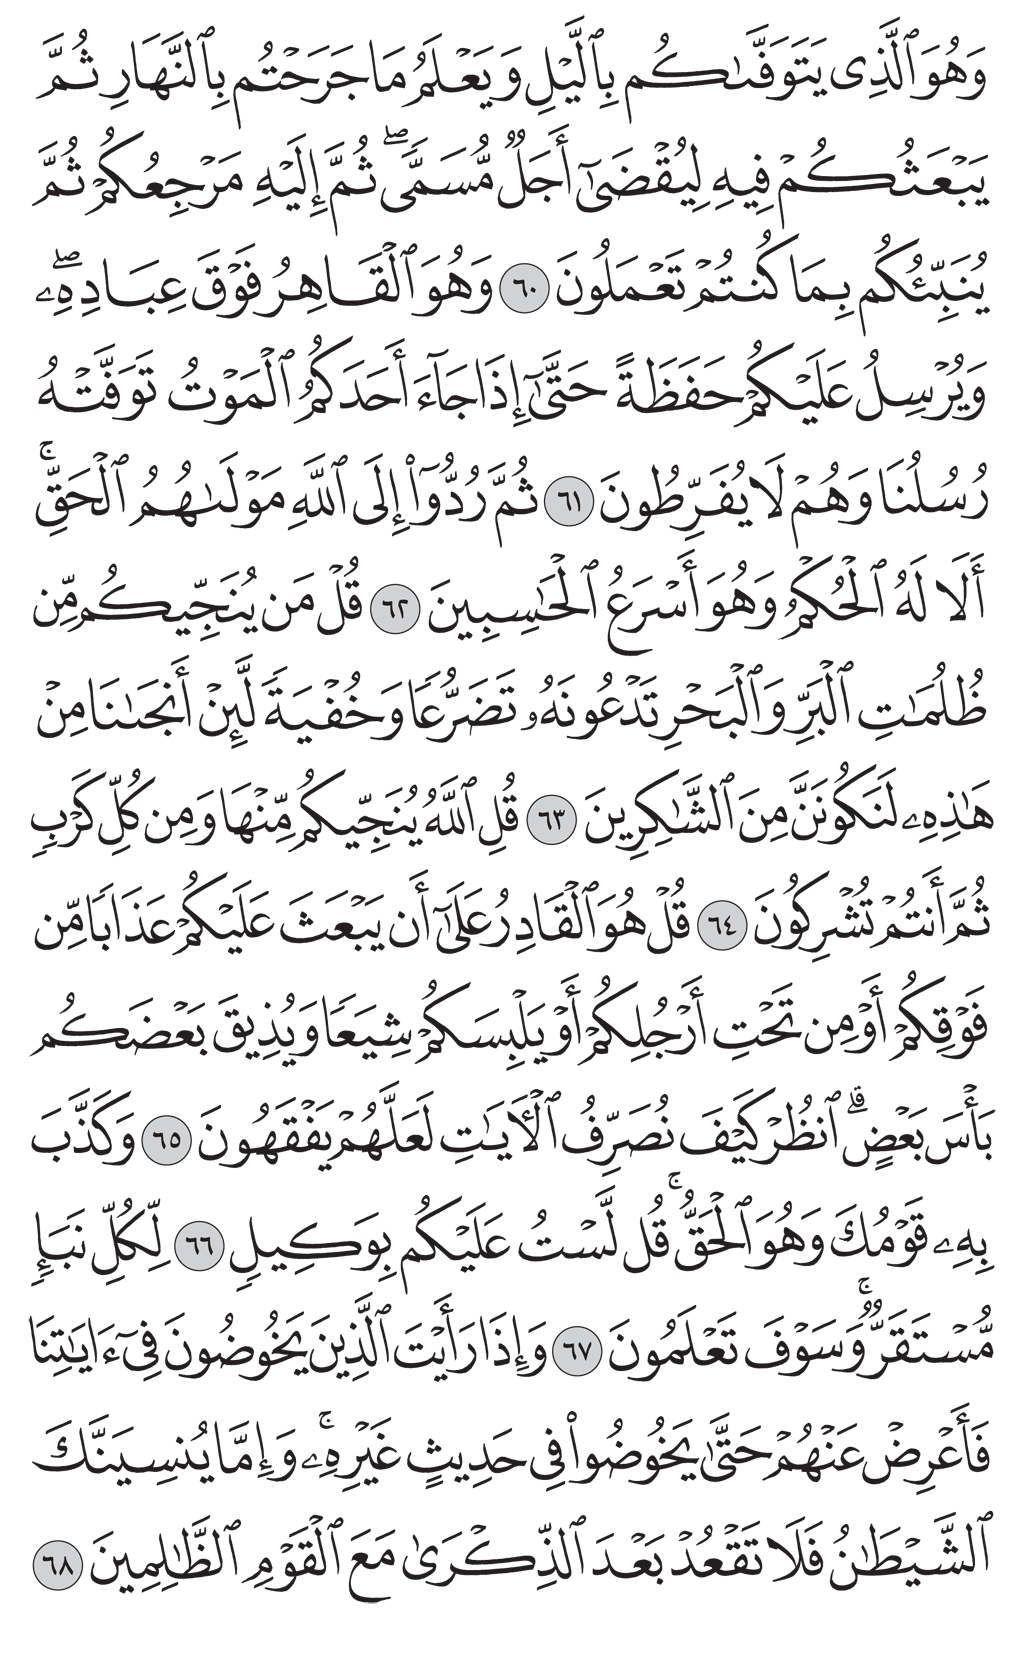 وَهُوَ ٱلَّذِى يَتَوَفَّىٰكُم بِٱلَّيْلِ وَيَعْلَمُ مَا جَرَحْتُم بِٱلنَّهَارِ ثُمَّ
يَبْعَثُكُمْ فِيهِ لِيُقْضَىٰٓ أَجَلٌ مُّسَمًّى ۖ ثُمَّ إِلَيْهِ مَرْجِعُكُمْ ثُمَّ
يُنَبِّئُكُم بِمَا كُنتُمْ تَعْمَلُونَ ٦٠ وَهُوَ ٱلْقَاهِرُ فَوْقَ عِبَادِهِۦ ۖ
وَيُرْسِلُ عَلَيْكُمْ حَفَظَةً حَتَّىٰٓ إِذَا جَآءَ أَحَدَكُمُ ٱلْمَوْتُ تَوَفَّتْهُ
رُسُلُنَا وَهُمْ لَا يُفَرِّطُونَ ٦١ ثُمَّ رُدُّوٓا۟ إِلَى ٱللَّهِ مَوْلَىٰهُمُ ٱلْحَقِّ ۚ
أَلَا لَهُ ٱلْحُكْمُ وَهُوَ أَسْرَعُ ٱلْحَٰسِبِينَ ٦٢ قُلْ مَن يُنَجِّيكُم مِّن
ظُلُمَٰتِ ٱلْبَرِّ وَٱلْبَحْرِ تَدْعُونَهُۥ تَضَرُّعًا وَخُفْيَةً لَّئِنْ أَنجَىٰنَا مِنْ
هَٰذِهِۦ لَنَكُونَنَّ مِنَ ٱلشَّٰكِرِينَ ٦٣ قُلِ ٱللَّهُ يُنَجِّيكُم مِّنْهَا وَمِن كُلِّ كَرْبٍ
ثُمَّ أَنتُمْ تُشْرِكُونَ ٦٤ قُلْ هُوَ ٱلْقَادِرُ عَلَىٰٓ أَن يَبْعَثَ عَلَيْكُمْ عَذَابًا مِّن
فَوْقِكُمْ أَوْ مِن تَحْتِ أَرْجُلِكُمْ أَوْ يَلْبِسَكُمْ شِيَعًا وَيُذِيقَ بَعْضَكُم
بَأْسَ بَعْضٍ ۗ ٱنظُرْ كَيْفَ نُصَرِّفُ ٱلْءَايَٰتِ لَعَلَّهُمْ يَفْقَهُونَ ٦٥ وَكَذَّبَ
بِهِۦ قَوْمُكَ وَهُوَ ٱلْحَقُّ ۚ قُل لَّسْتُ عَلَيْكُم بِوَكِيلٍ ٦٦ لِّكُلِّ نَبَإٍ
مُّسْتَقَرٌّ ۚ وَسَوْفَ تَعْلَمُونَ ٦٧ وَإِذَا رَأَيْتَ ٱلَّذِينَ يَخُوضُونَ فِىٓ ءَايَٰتِنَا
فَأَعْرِضْ عَنْهُمْ حَتَّىٰ يَخُوضُوا۟ فِى حَدِيثٍ غَيْرِهِۦ ۚ وَإِمَّا يُنسِيَنَّكَ
ٱلشَّيْطَٰنُ فَلَا تَقْعُدْ بَعْدَ ٱلذِّكْرَىٰ مَعَ ٱلْقَوْمِ ٱلظَّٰلِمِينَ ٦٨